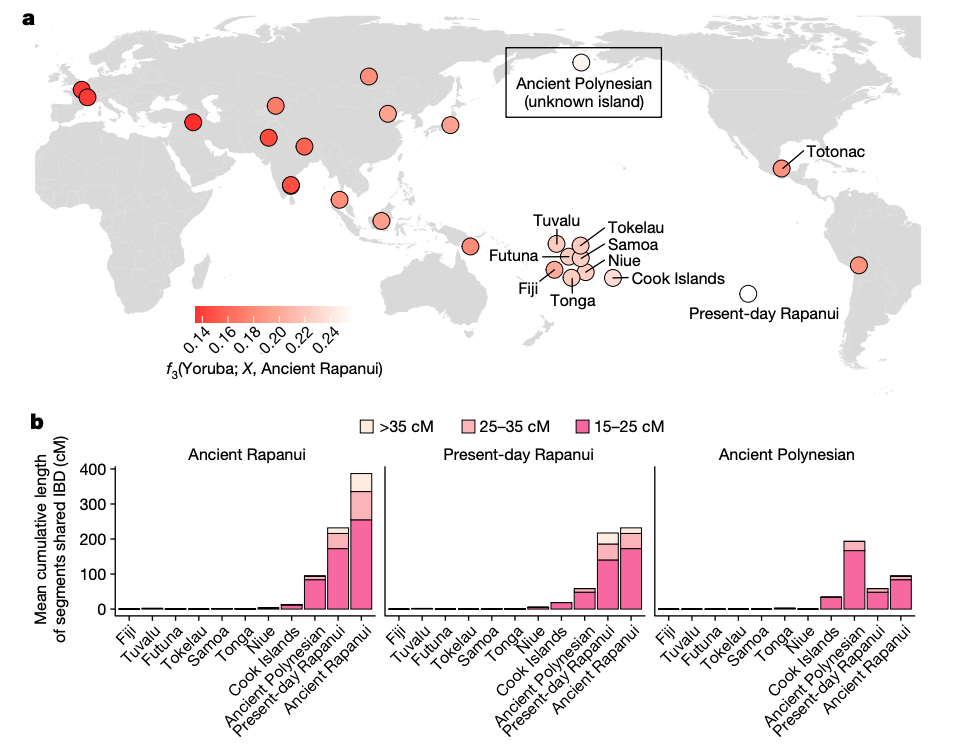 a
Ancient Polynesian
(unknown island)
Totonac
Tuvalu
Tokelau
Samoa
Futuna
Niue
Cook Islands
Fiji
Tonga
Present-day Rapanui
0.14 0.16 0.18 0.20 0.22 0.24
f3(Yoruba; X, Ancient Rapanui)
b
>35 cM 25–35 cM 15–25 cM
Mean cumulative length
of segments shared IBD (cM)
Ancient Rapanui Present-day Rapanui Ancient Polynesian
400
300
200
100
0
Fiji Tuvalu Futuna Tokelau Samoa Tonga Niue Cook Islands Ancient Polynesian Present-day Rapanui Ancient Rapanui
Fiji Tuvalu Futuna Tokelau Samoa Tonga Niue Cook Islands Ancient Polynesian Present-day Rapanui Ancient Rapanui
Fiji Tuvalu Futuna Tokelau Samoa Tonga Niue Cook Islands Ancient Polynesian Present-day Rapanui Ancient Rapanui